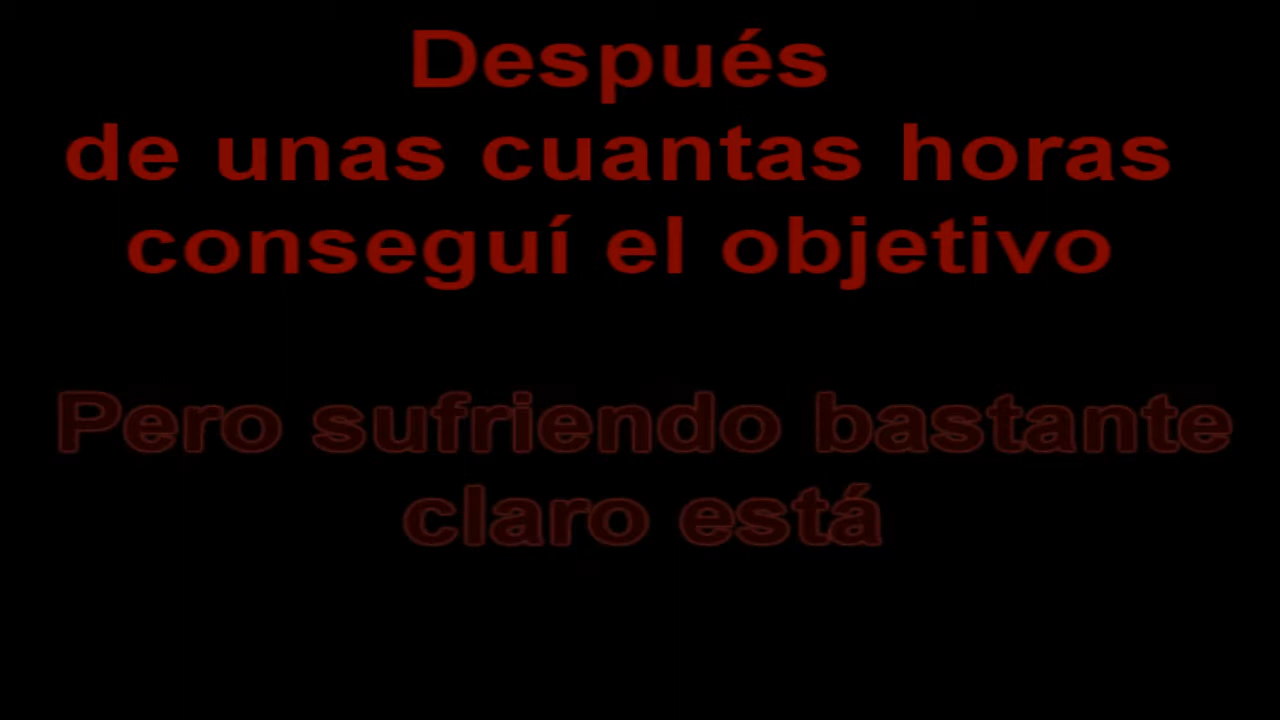 Después
de unas cuantas horas
conseguí el objetivo
Pero sufriendo bastante
claro está